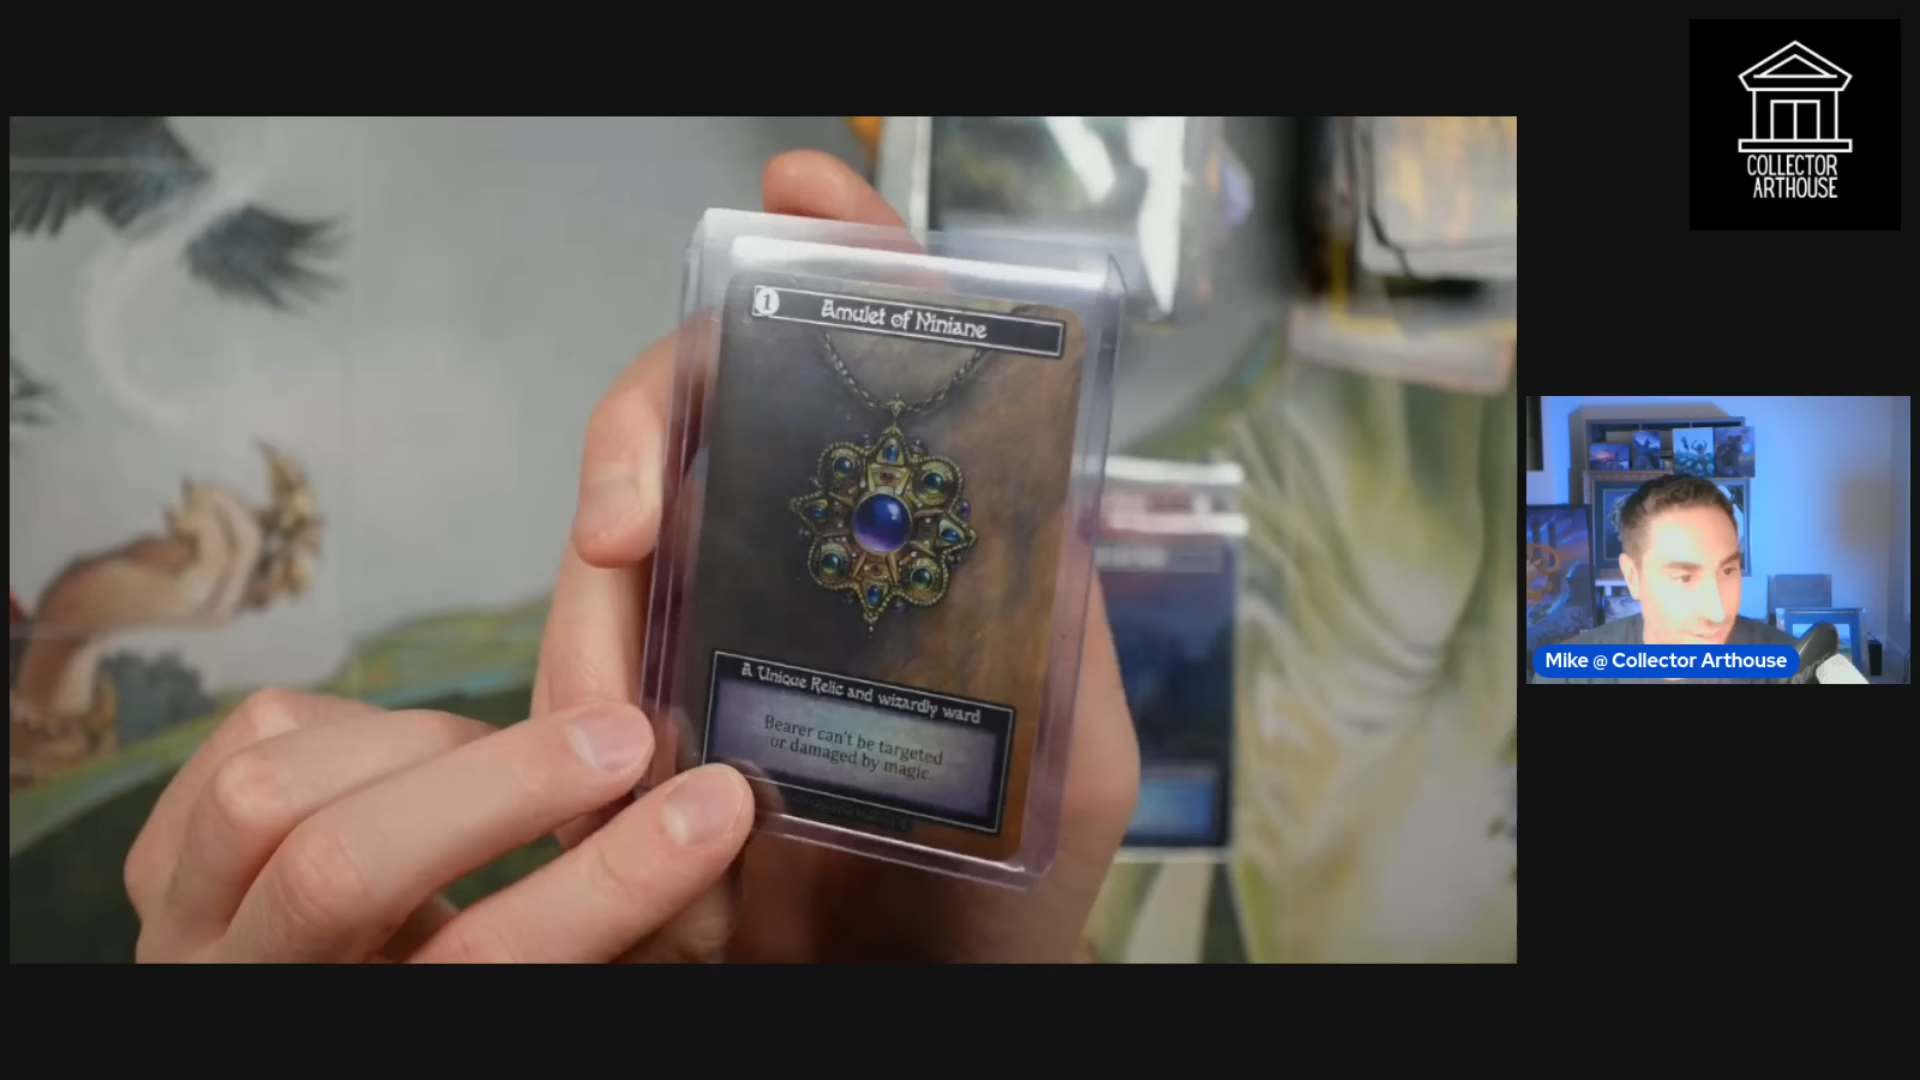 COLLECTOR
ARTHOUSE
1
Amulet of Niniane
A Unique Relic and wizardly ward
Bearer can't be targeted
or damaged by magic.
Mike @ Collector Arthouse